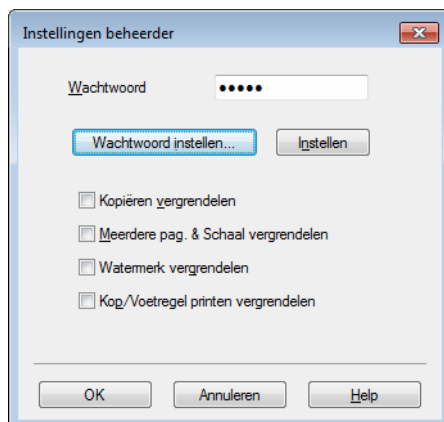 Instellingen beheerder
Wachtwoord •••••
Wachtwoord instellen... Instellen
Kopiëren vergrendelen
Meerdere pag. & Schaal vergrendelen
Watermerk vergrendelen
Kop/Voetregel printen vergrendelen
OK Annuleren Help